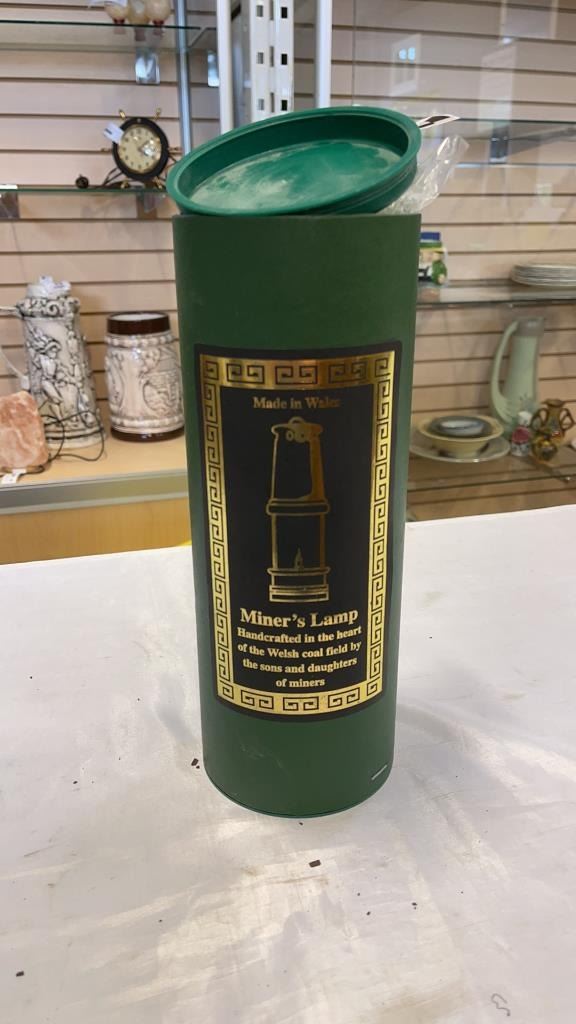 Made in Wales
Miner's Lamp
Handcrafted in the heart
of the Welsh coal field by
the sons and daughters
of miners